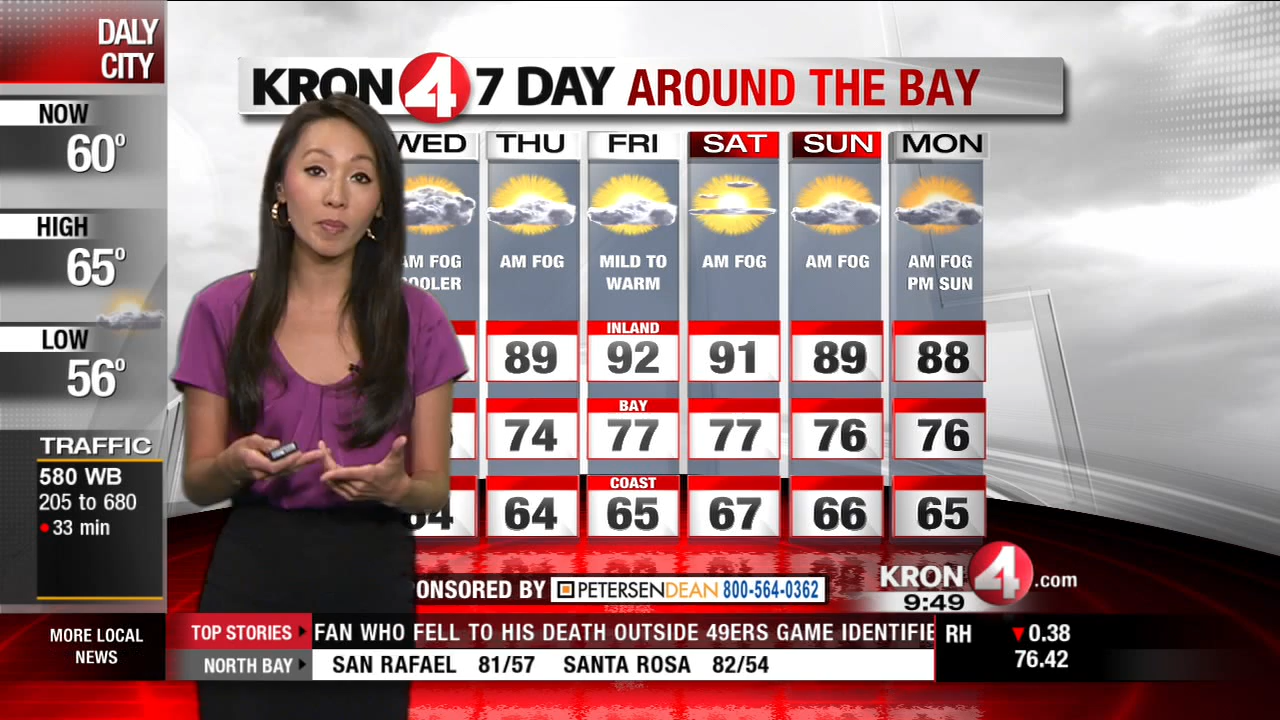 DALY
CITY
NOW
60°
HIGH
65°
LOW
56°
TRAFFIC
580 WB
205 to 680
33 min
MORE LOCAL
NEWS
KRON 4 7 DAY AROUND THE BAY
WED THU FRI SAT SUN MON
AM FOG AM FOG MILD TO AM FOG AM FOG AM FOG
COOLER WARM PM SUN
INLAND
89 92 91 89 88
BAY
74 77 77 76 76
COAST
64 64 65 67 66 65
PONSORED BY PETERSENDEAN 800-564-0362
KRON 4 .com
9:49
TOP STORIES FAN WHO FELL TO HIS DEATH OUTSIDE 49ERS GAME IDENTIFIE
NORTH BAY SAN RAFAEL 81/57 SANTA ROSA 82/54
RH 0.38
76.42